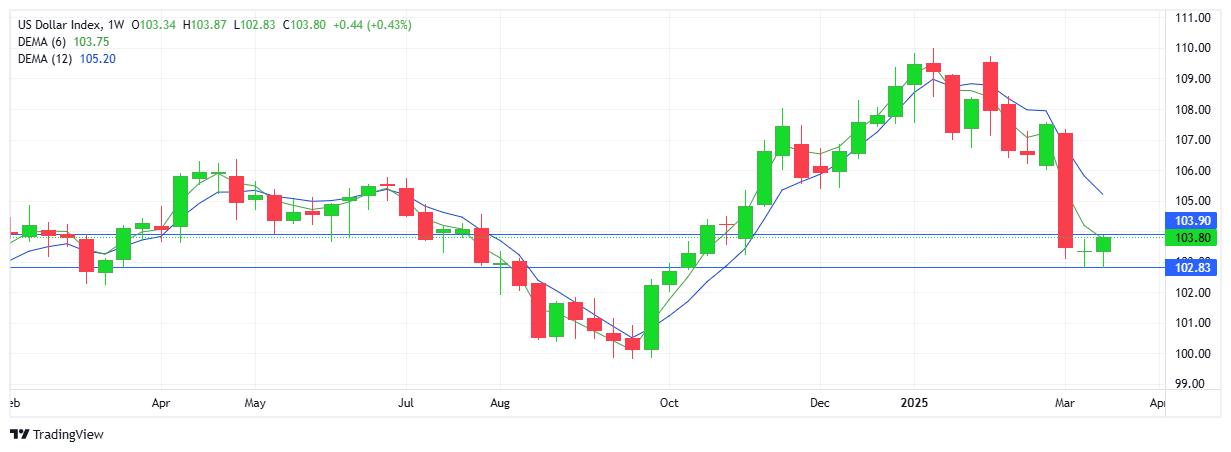 US Dollar Index, 1W O103.34 H103.87 L102.83 C103.80 +0.44 (+0.43%)
DEMA (6) 103.75
DEMA (12) 105.20
111.00
110.00
109.00
108.00
107.00
106.00
105.00
103.90
103.80
102.83
102.00
101.00
100.00
99.00
eb Apr May Jul Aug Oct Dec 2025 Mar Apr
TradingView